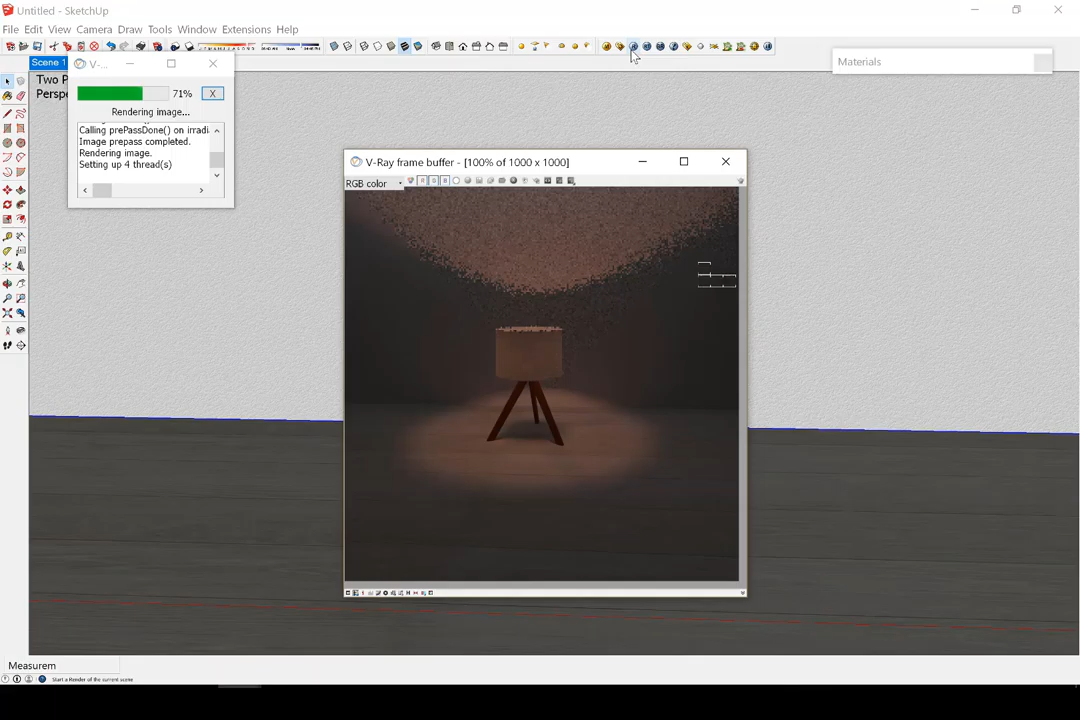 Untitled - SketchUp
File Edit View Camera Draw Tools Window Extensions Help
Scene 1
Two P
Persp
V-...
71%
X
Rendering image...
Calling prePassDone() on irradi
Image prepass completed.
Rendering image.
Setting up 4 thread(s)
Materials
V-Ray frame buffer - [100% of 1000 x 1000]
RGB color
Measurem
Start a Render of the current scene